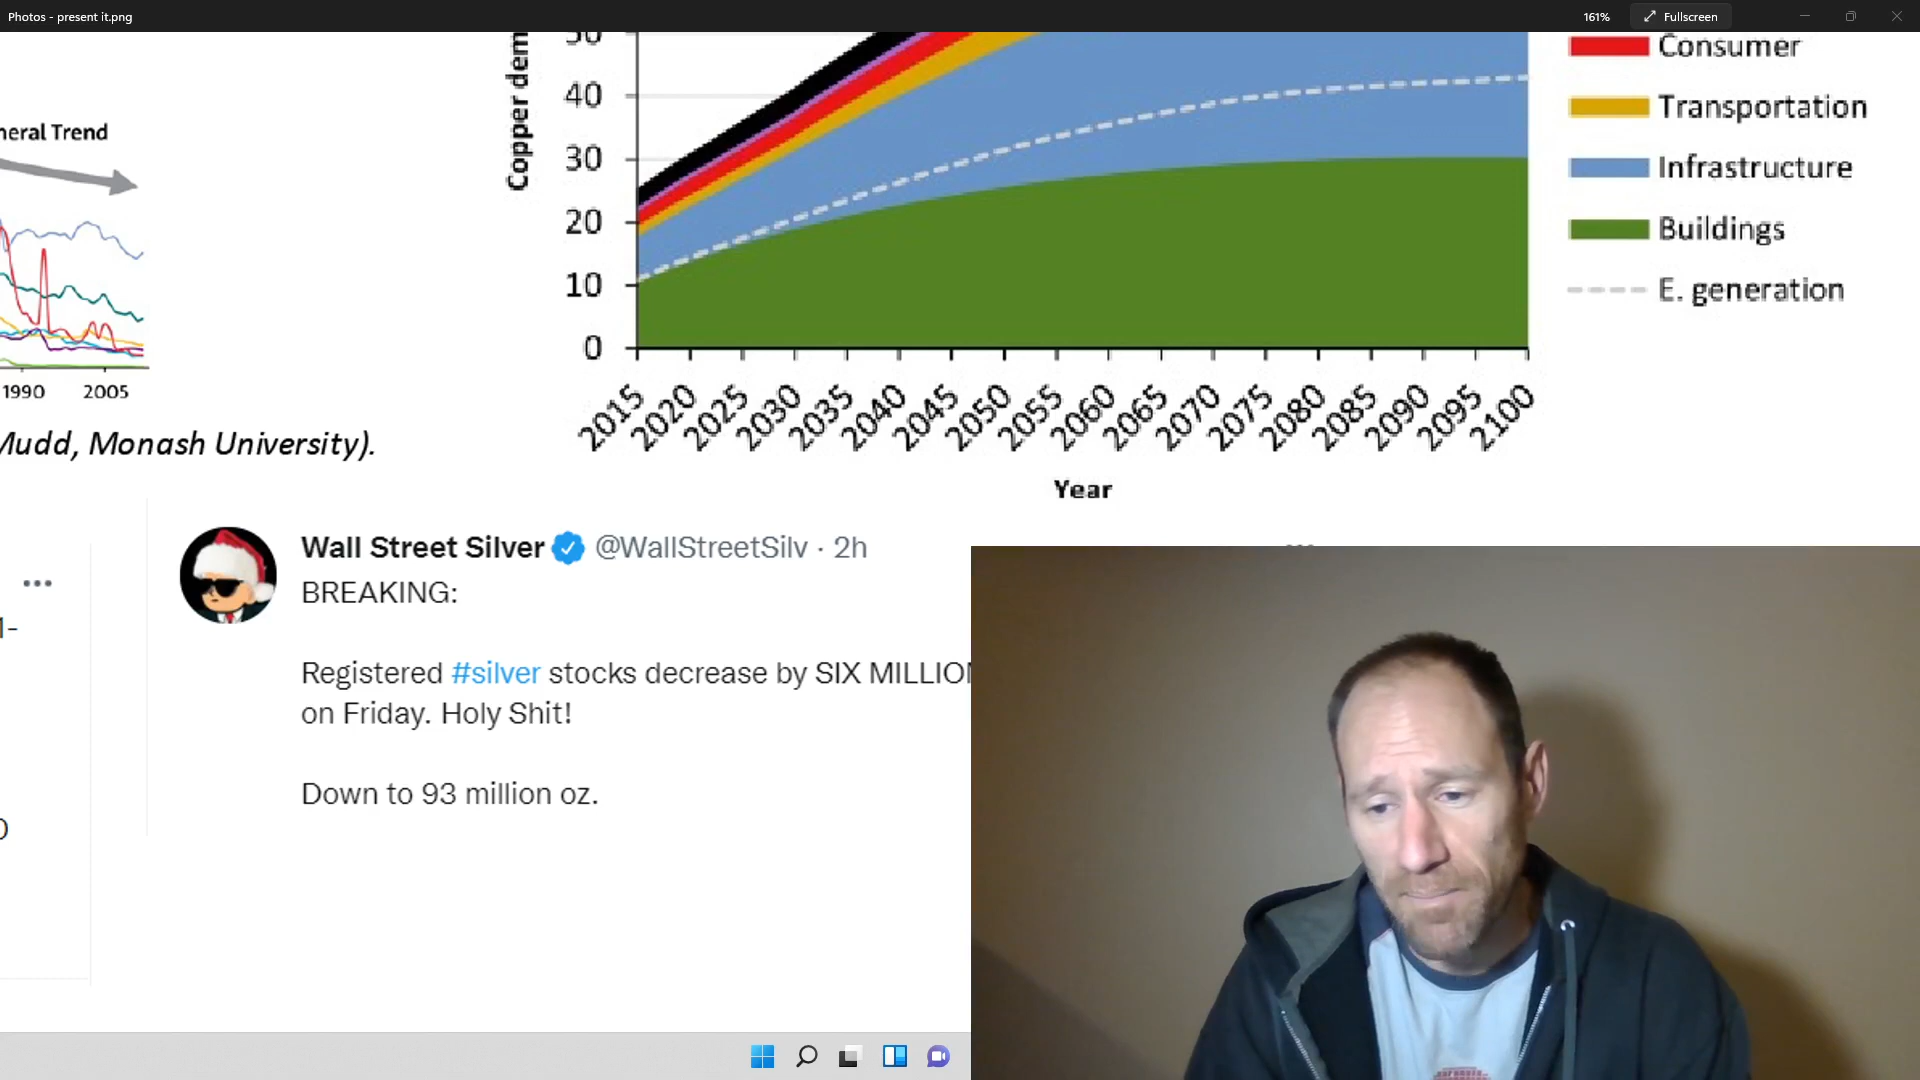 Photos - present it.png
161%
Fullscreen
neral Trend
1990 2005
Mudd, Monash University).
Copper dem
50
40
30
20
10
0
2015 2020 2025 2030 2035 2040 2045 2050 2055 2060 2065 2070 2075 2080 2085 2090 2095 2100
Year
Consumer
Transportation
Infrastructure
Buildings
E. generation
Wall Street Silver @WallStreetSilv · 2h
BREAKING:
Registered #silver stocks decrease by SIX MILLION
on Friday. Holy Shit!
Down to 93 million oz.